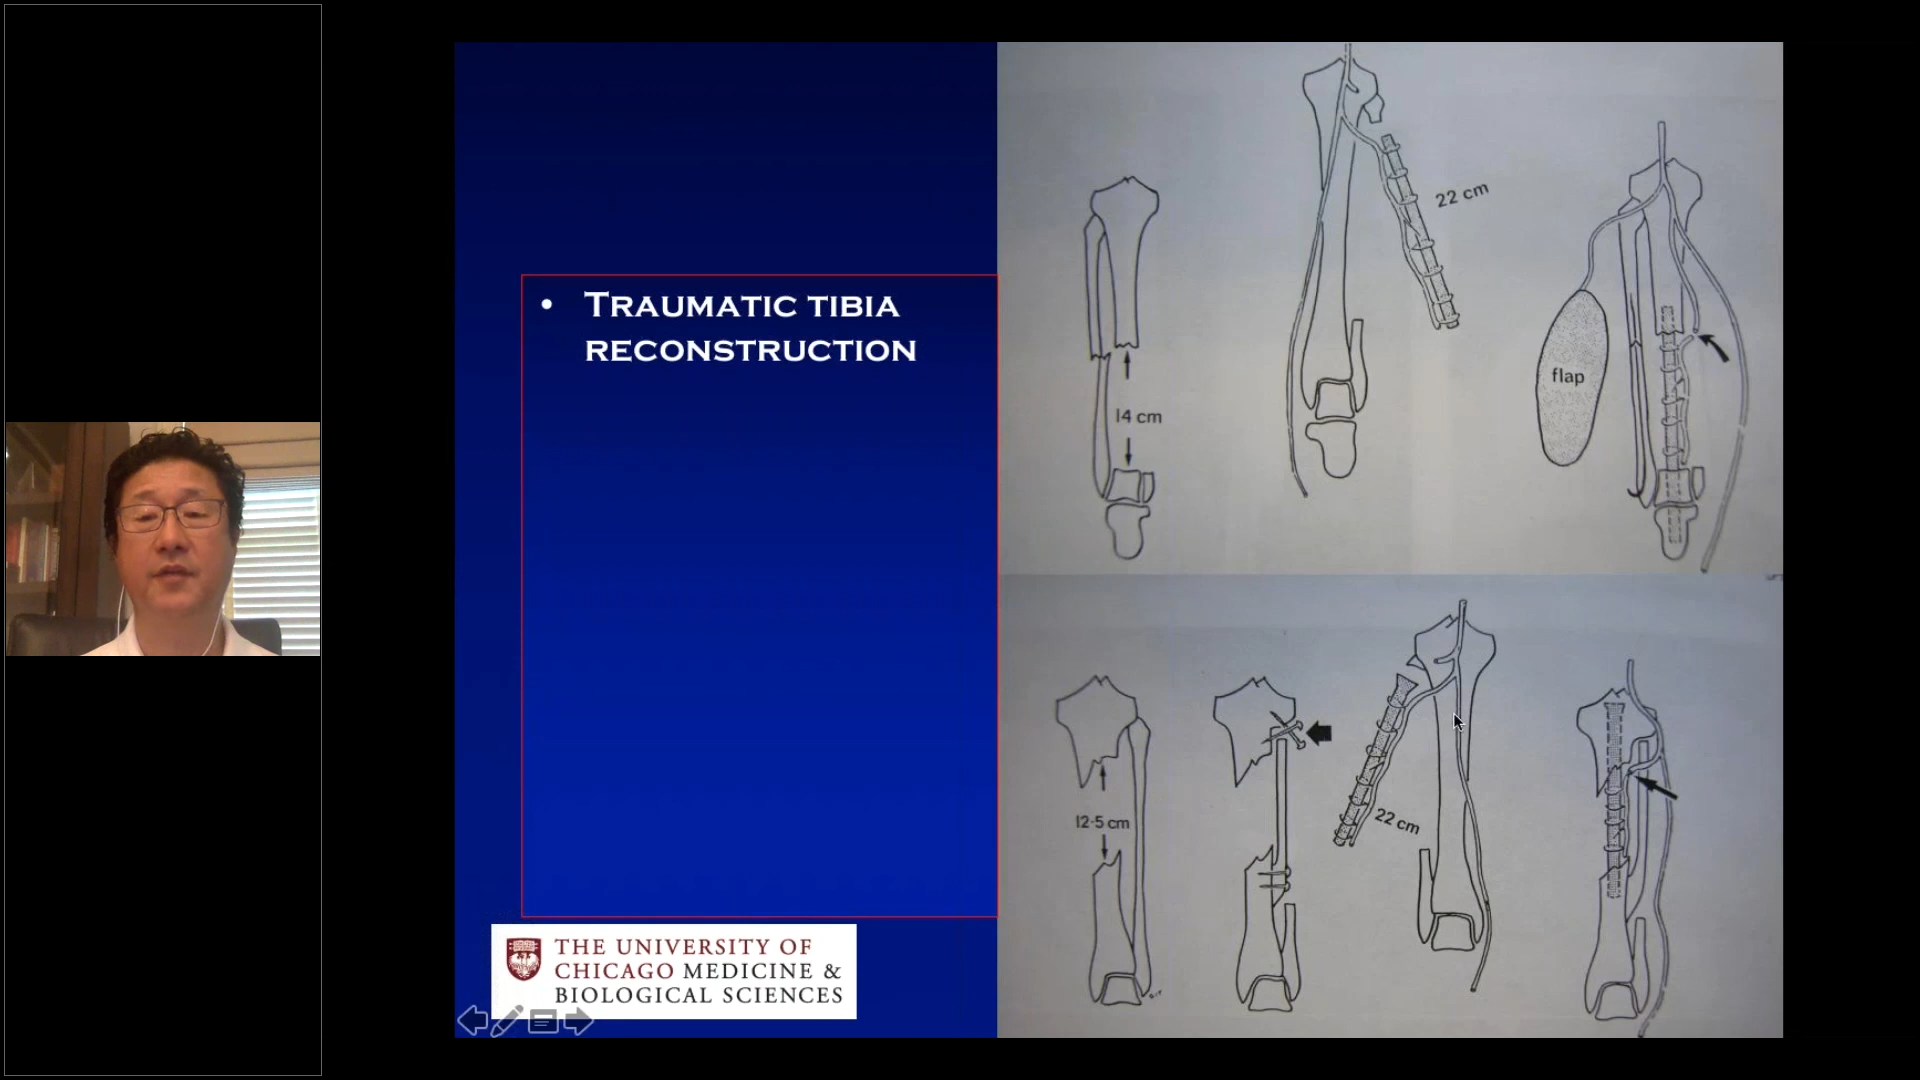 • TRAUMATIC TIBIA
RECONSTRUCTION
22 cm
14 cm
flap
12·5 cm
22 cm
THE UNIVERSITY OF
CHICAGO MEDICINE &
BIOLOGICAL SCIENCES